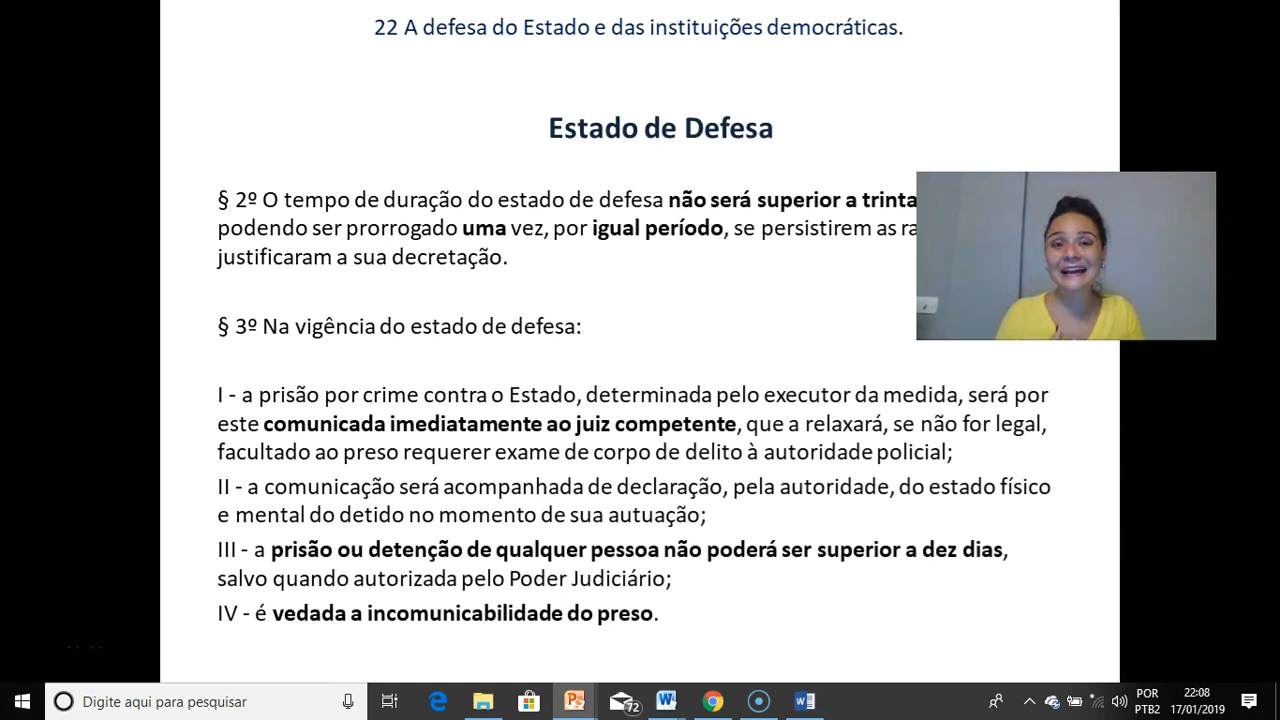 22 A defesa do Estado e das instituições democráticas.
Estado de Defesa
§ 2º O tempo de duração do estado de defesa não será superior a trinta
podendo ser prorrogado uma vez, por igual período, se persistirem as
justificaram a sua decretação.
§ 3º Na vigência do estado de defesa:
I - a prisão por crime contra o Estado, determinada pelo executor da medida, será por
este comunicada imediatamente ao juiz competente, que a relaxará, se não for legal,
facultado ao preso requerer exame de corpo de delito à autoridade policial;
II - a comunicação será acompanhada de declaração, pela autoridade, do estado físico
e mental do detido no momento de sua autuação;
III - a prisão ou detenção de qualquer pessoa não poderá ser superior a dez dias,
salvo quando autorizada pelo Poder Judiciário;
IV - é vedada a incomunicabilidade do preso.
Digite aqui para pesquisar
72
POR
PTB2
22:08
17/01/2019